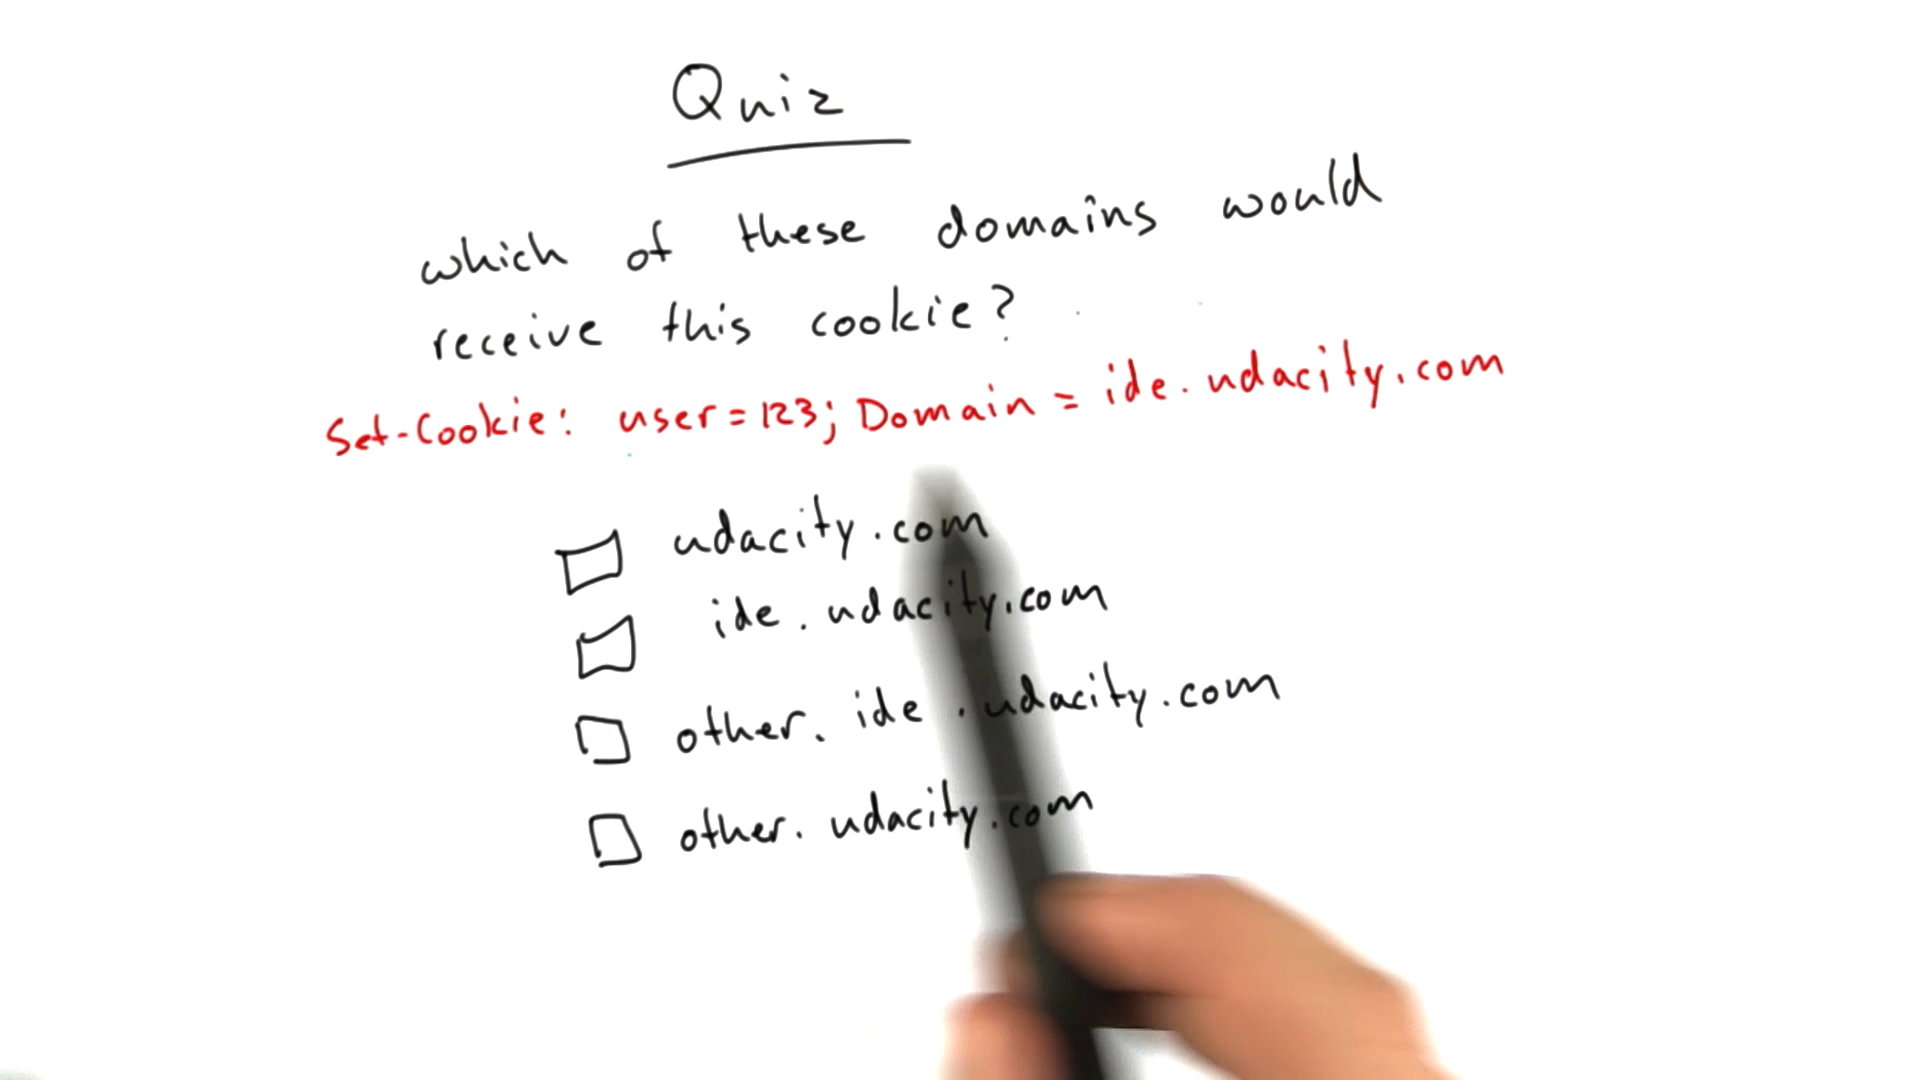 Quiz
which of these domains would
receive this cookie?
Set-Cookie: user=123; Domain = ide.udacity.com
udacity.com
ide.udacity.com
other.ide.udacity.com
other.udacity.com